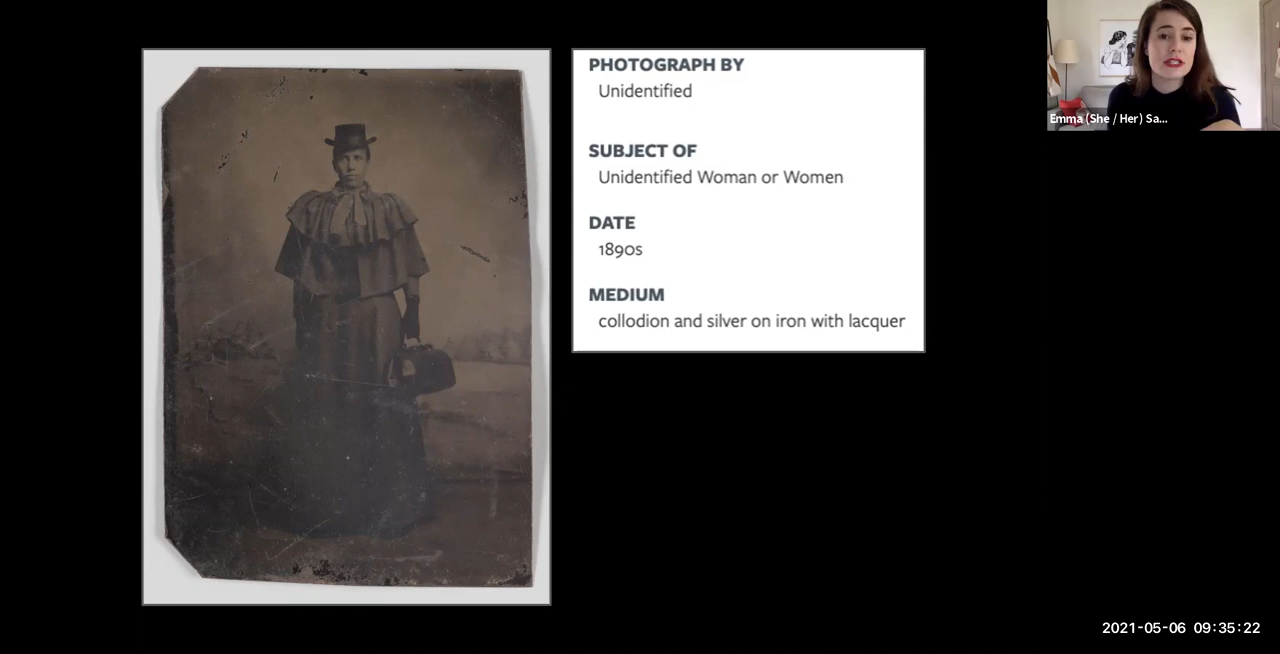 PHOTOGRAPH BY
Unidentified
SUBJECT OF
Unidentified Woman or Women
DATE
1890s
MEDIUM
collodion and silver on iron with lacquer
Emma (She / Her) Sa...
2021-05-06 09:35:22